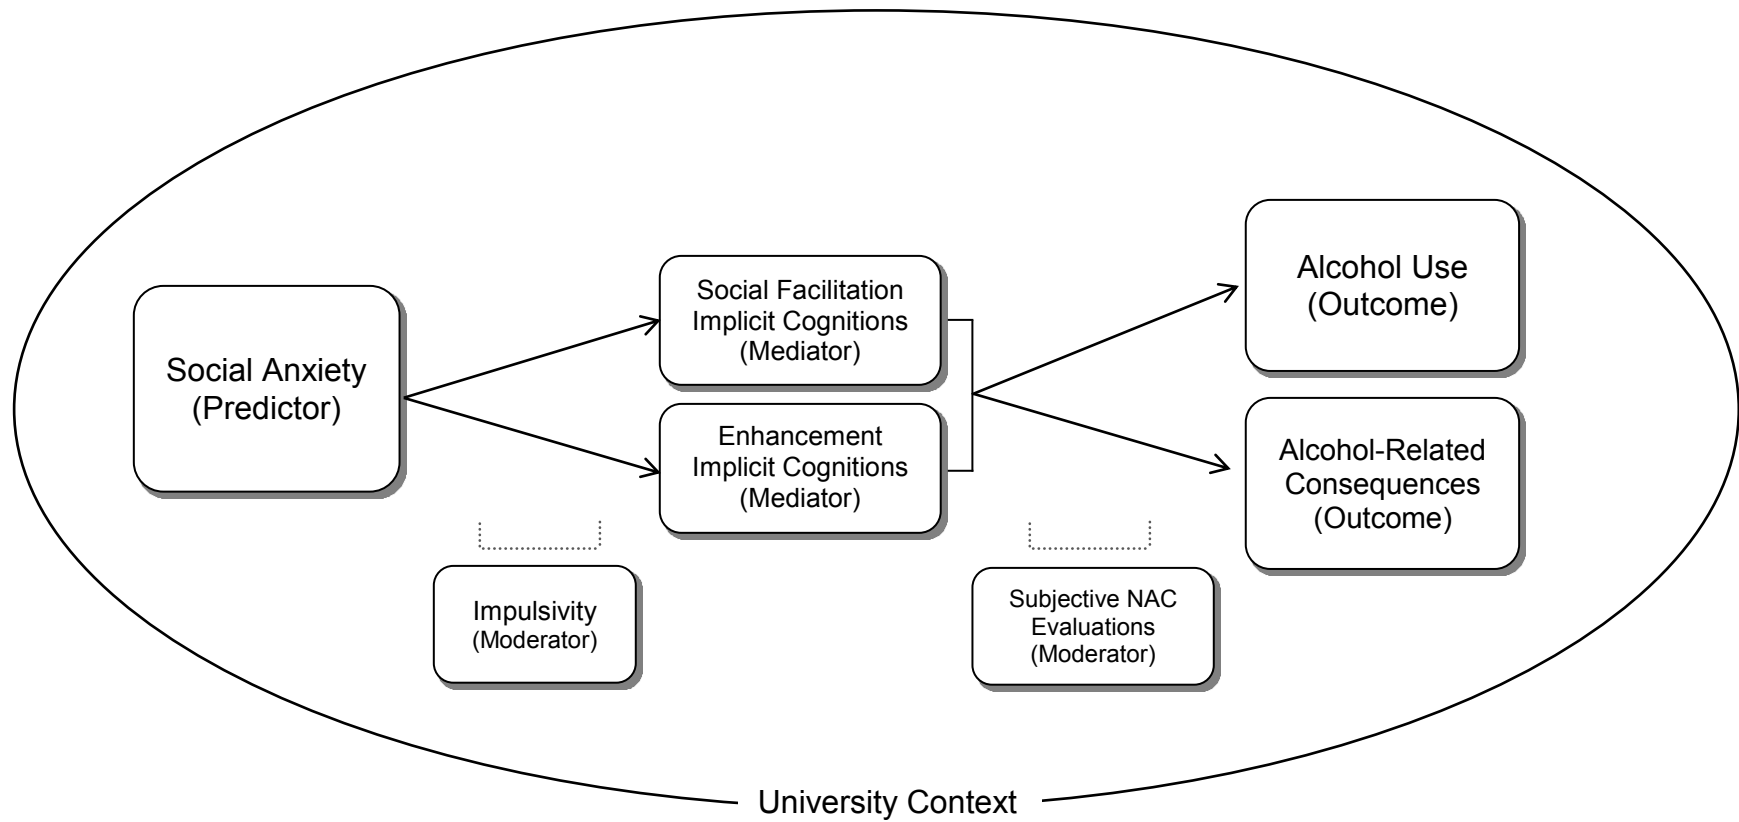 Social Anxiety
(Predictor)
Social Facilitation
Implicit Cognitions
(Mediator)
Enhancement
Implicit Cognitions
(Mediator)
Alcohol Use
(Outcome)
Alcohol-Related
Consequences
(Outcome)
Impulsivity
(Moderator)
Subjective NAC
Evaluations
(Moderator)
University Context